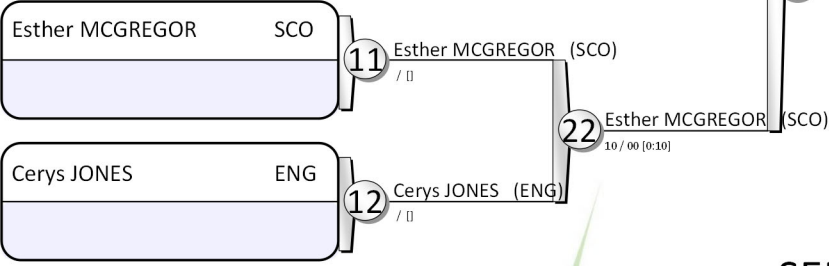 Esther MCGREGOR SCO
11
Esther MCGREGOR (SCO)
/ []
22
Esther MCGREGOR (SCO)
10 / 00 [0:10]
Cerys JONES ENG
12
Cerys JONES (ENG)
/ []